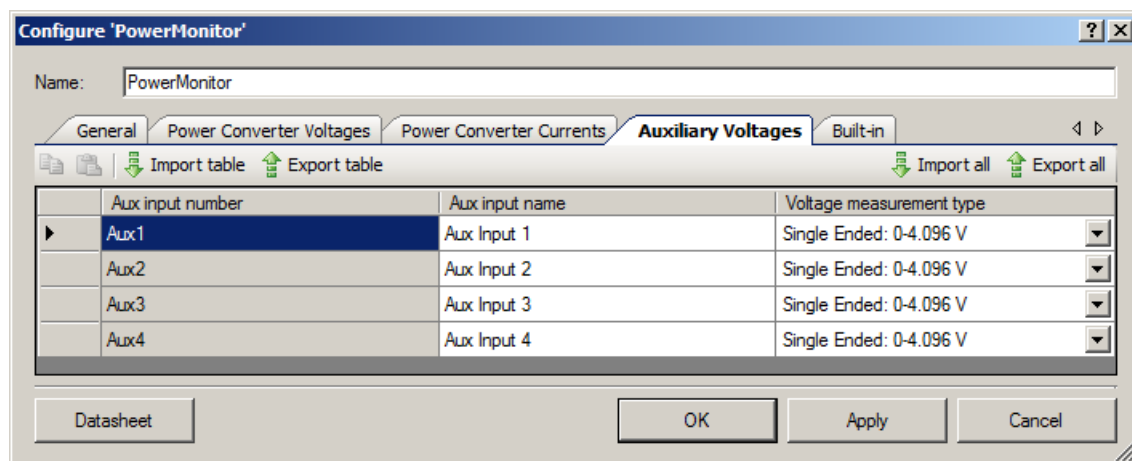 Configure 'PowerMonitor'
Name: PowerMonitor
General Power Converter Voltages Power Converter Currents Auxiliary Voltages Built-in
Import table Export table Import all Export all
Aux input number Aux input name Voltage measurement type
Aux1 Aux Input 1 Single Ended: 0-4.096 V
Aux2 Aux Input 2 Single Ended: 0-4.096 V
Aux3 Aux Input 3 Single Ended: 0-4.096 V
Aux4 Aux Input 4 Single Ended: 0-4.096 V
Datasheet OK Apply Cancel